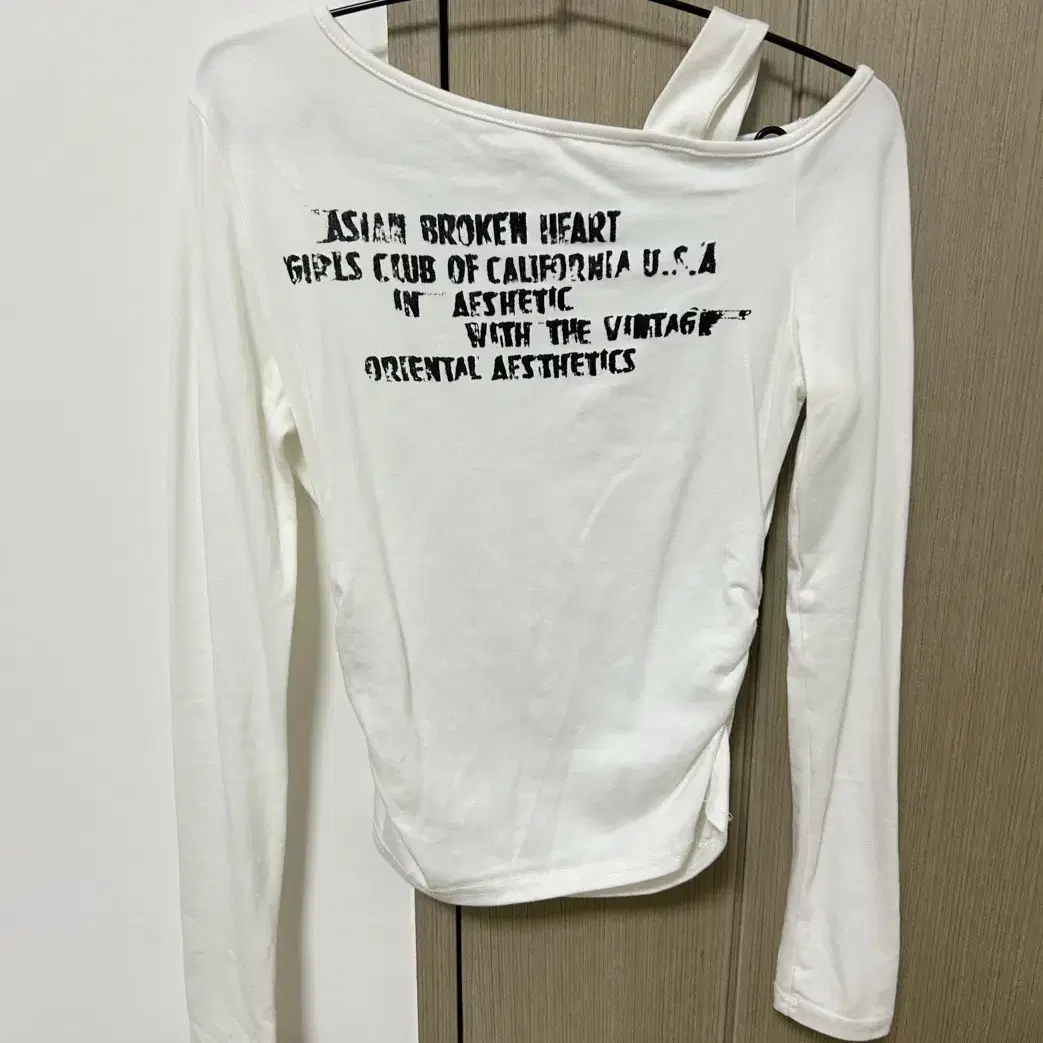 ASIAN BROKEN HEART
GIRLS CLUB OF CALIFORNIA U.S.A
IN AESHETIC
WITH THE VINTAGE
ORIENTAL AESTHETICS